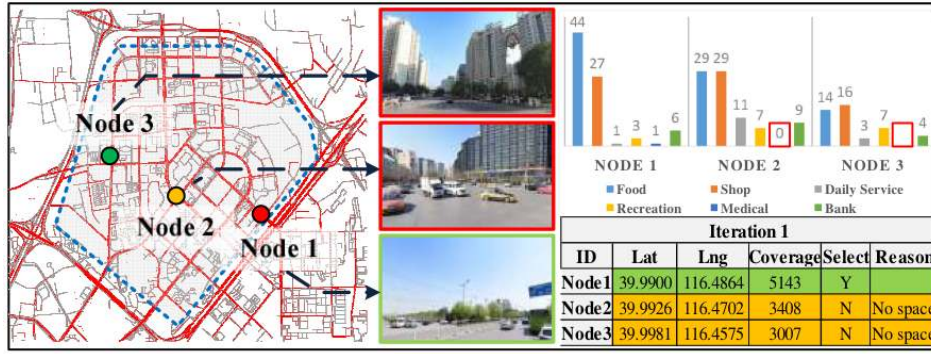 Node 3
Node 2
Node 1
44
27
1
3
1
6
29
29
11
7
0
9
14
16
3
7
4
NODE 1
NODE 2
NODE 3
Food
Shop
Daily Service
Recreation
Medical
Bank
Iteration 1
ID Lat Lng Coverage Select Reason
Node1 39.9900 116.4864 5143 Y
Node2 39.9926 116.4702 3408 N No space
Node3 39.9981 116.4575 3007 N No space